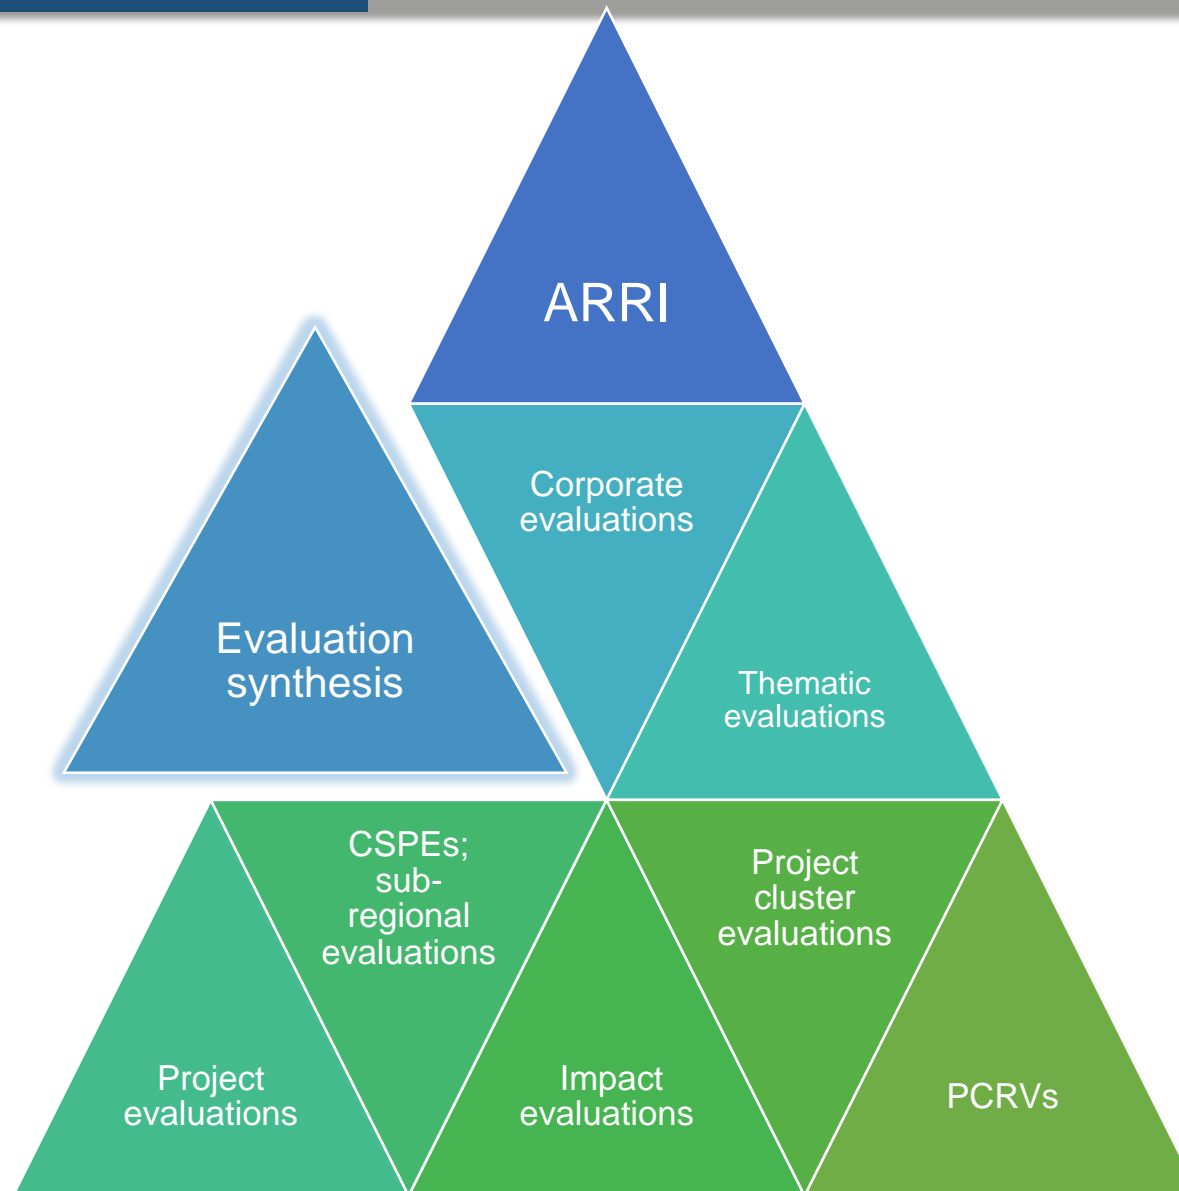 ARRI
Corporate
evaluations
Evaluation
synthesis
Thematic
evaluations
CSPEs;
sub-
regional
evaluations
Project
cluster
evaluations
Project
evaluations
Impact
evaluations
PCRVs